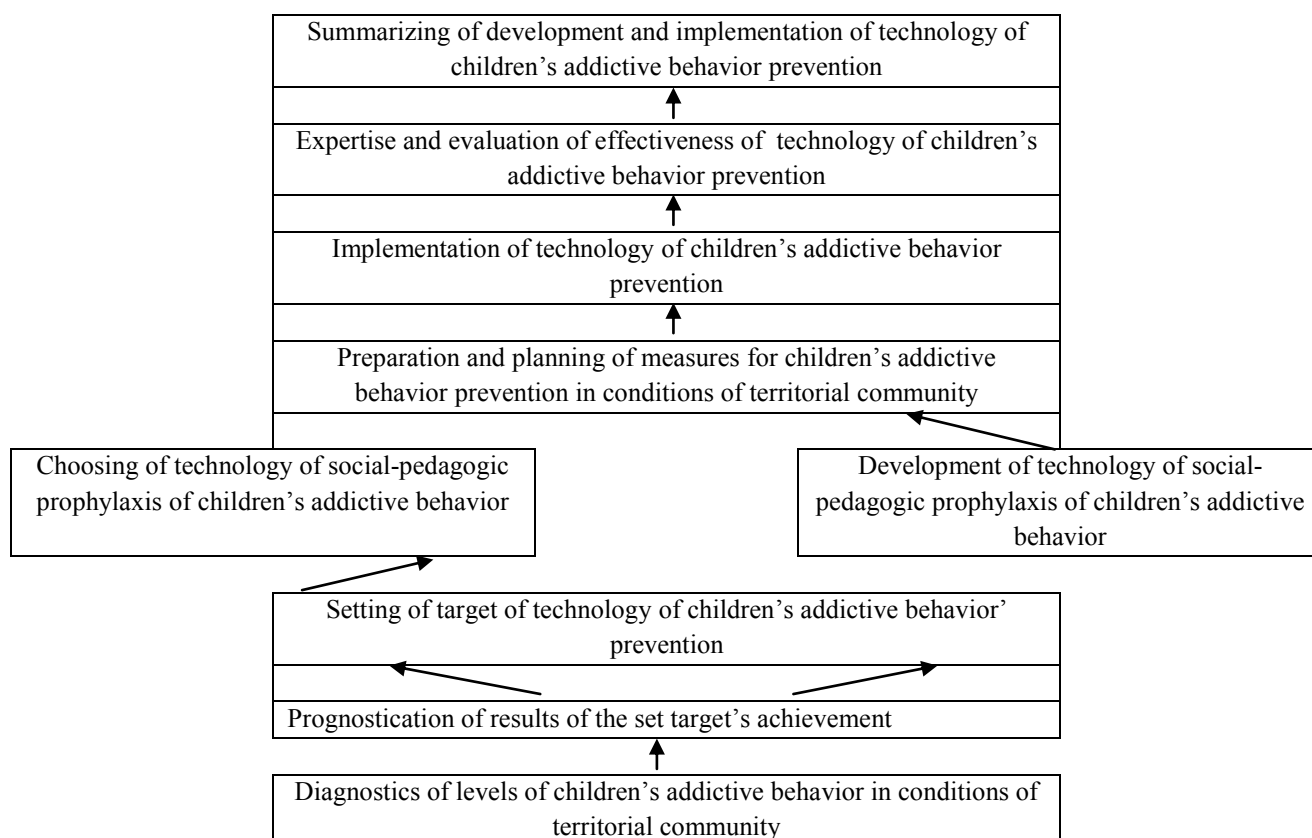 Summarizing of development and implementation of technology of
children’s addictive behavior prevention
Expertise and evaluation of effectiveness of  technology of children’s
addictive behavior prevention
Implementation of technology of children’s addictive behavior
prevention
Preparation and planning of measures for children’s addictive
behavior prevention in conditions of territorial community
Choosing of technology of social-pedagogic
prophylaxis of children’s addictive behavior
Development of technology of social-
pedagogic prophylaxis of children’s addictive
behavior
Setting of target of technology of children’s addictive behavior’
prevention
Prognostication of results of the set target’s achievement
Diagnostics of levels of children’s addictive behavior in conditions of
territorial community